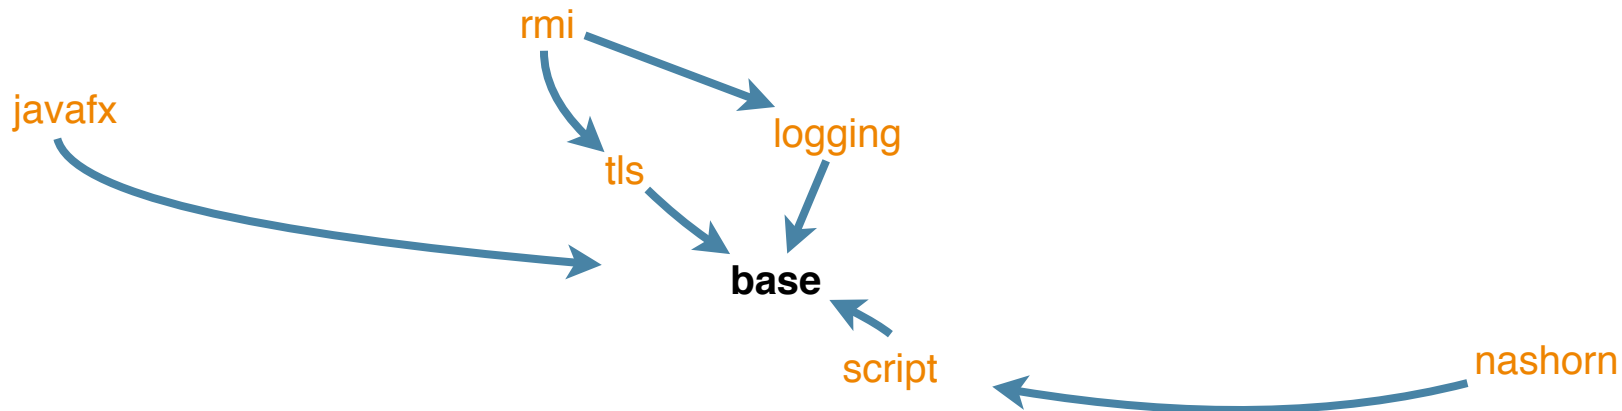 rmi
javafx
logging
tls
base
script
nashorn